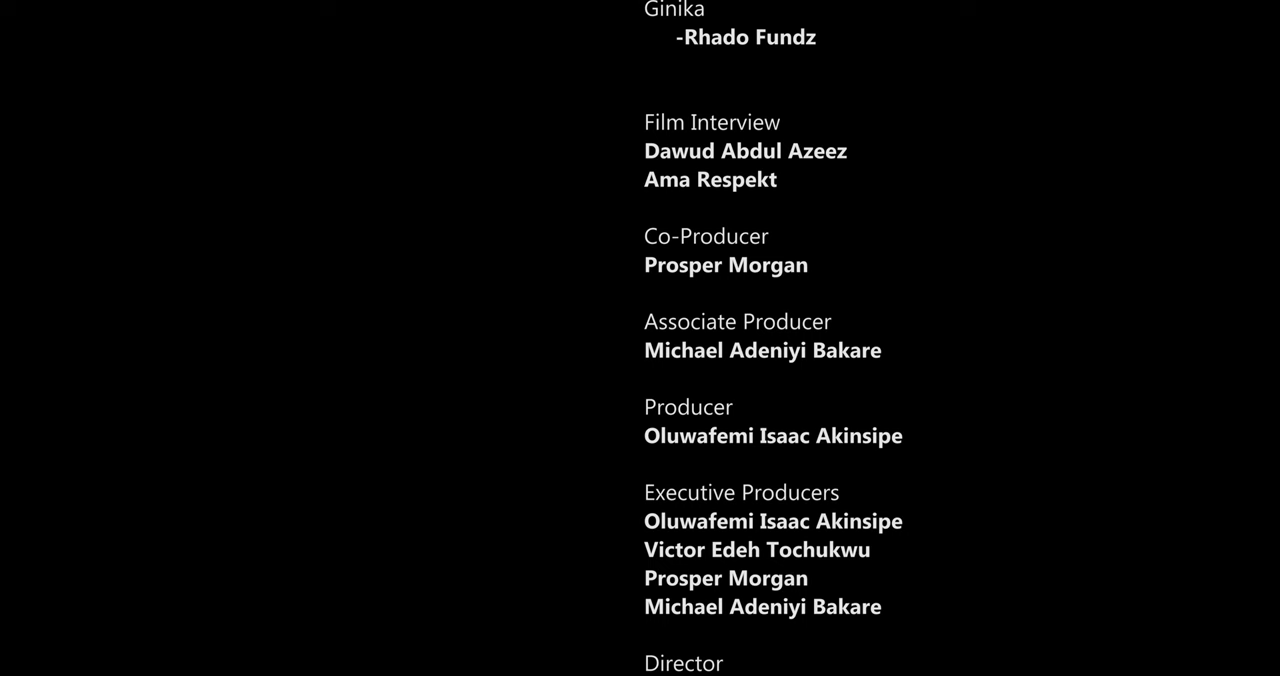 Ginika
-Rhado Fundz
Film Interview
Dawud Abdul Azeez
Ama Respekt
Co-Producer
Prosper Morgan
Associate Producer
Michael Adeniyi Bakare
Producer
Oluwafemi Isaac Akinsipe
Executive Producers
Oluwafemi Isaac Akinsipe
Victor Edeh Tochukwu
Prosper Morgan
Michael Adeniyi Bakare
Director